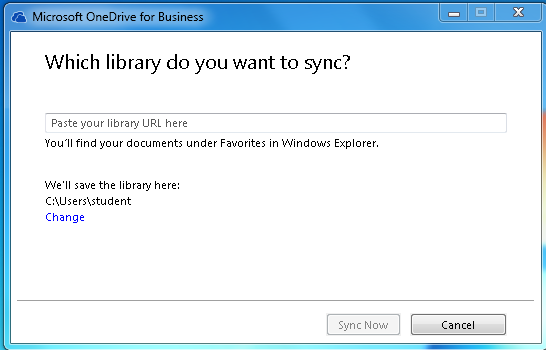 Microsoft OneDrive for Business
Which library do you want to sync?
Paste your library URL here
You'll find your documents under Favorites in Windows Explorer.
We'll save the library here:
C:\Users\student
Change
Sync Now
Cancel